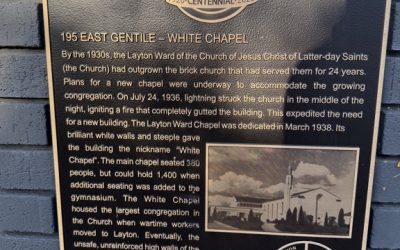 1920 CENTENNIAL 2020
195 EAST GENTILE – WHITE CHAPEL
By the 1930s, the Layton Ward of the Church of Jesus Christ of Latter-day Saints
(the Church) had outgrown the brick church that had served them for 24 years.
Plans for a new chapel were underway to accommodate the growing
congregation. On July 24, 1936, lightning struck the church in the middle of the
night, igniting a fire that completely gutted the building. This expedited the need
for a new building. The Layton Ward Chapel was dedicated in March 1938. Its
brilliant white walls and steeple gave
the building the nickname “White
Chapel”. The main chapel seated 380
people, but could hold 1,400 when
additional seating was added to the
gymnasium. The White Chapel
housed the largest congregation in
the Church when wartime workers
moved to Layton. Eventually, the
unsafe, unreinforced high walls of the